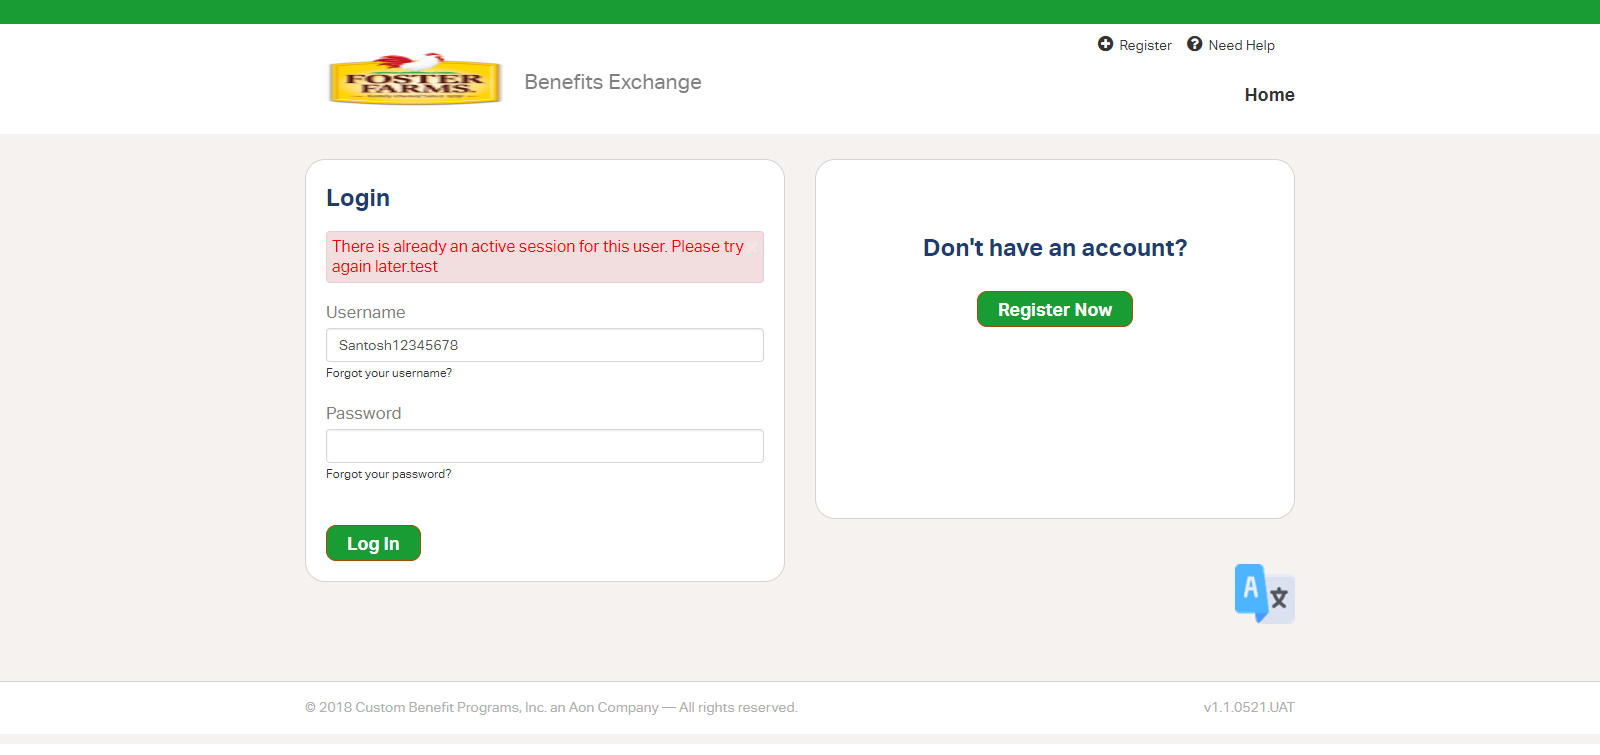 Register Need Help
FOSTER
FARMS
Benefits Exchange
Home
Login
There is already an active session for this user. Please try
again later.test
Username
Santosh12345678
Forgot your username?
Password
Forgot your password?
Log In
Don't have an account?
Register Now
A 文
© 2018 Custom Benefit Programs, Inc. an Aon Company — All rights reserved.
v1.1.0521.UAT